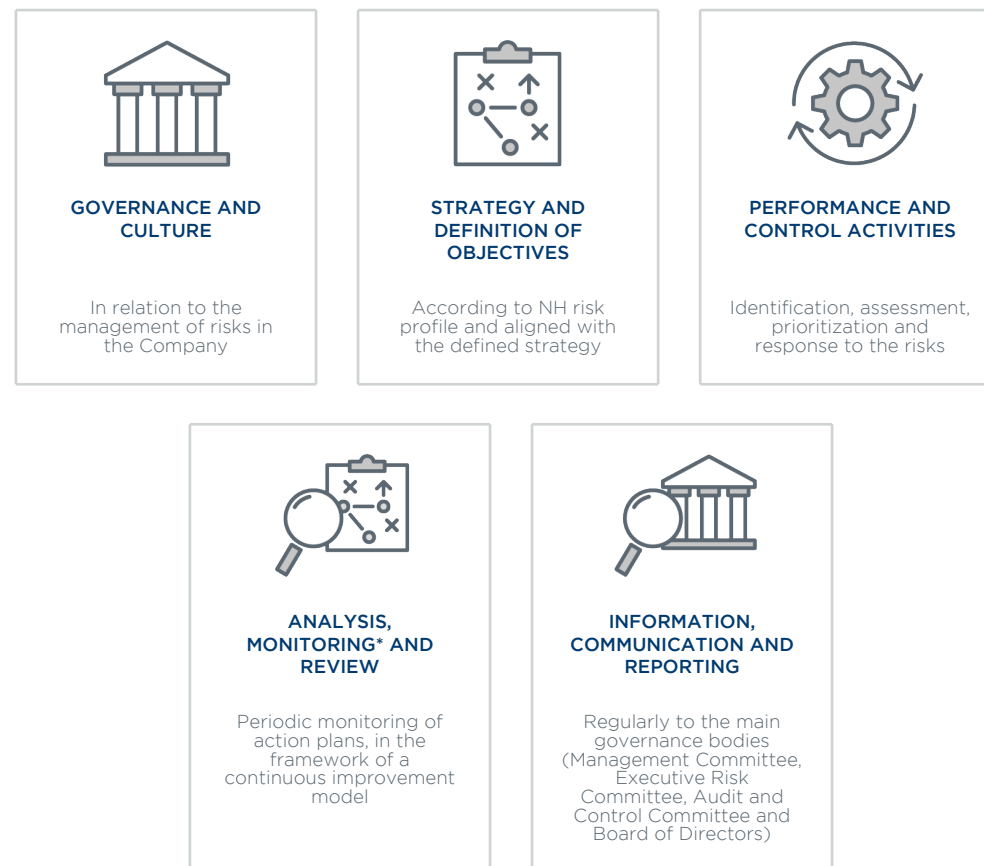 GOVERNANCE AND
CULTURE
In relation to the
management of risks in
the Company
STRATEGY AND
DEFINITION OF
OBJECTIVES
According to NH risk
profile and aligned with
the defined strategy
PERFORMANCE AND
CONTROL ACTIVITIES
Identification, assessment,
prioritization and
response to the risks
ANALYSIS,
MONITORING* AND
REVIEW
Periodic monitoring of
action plans, in the
framework of a
continuous improvement
model
INFORMATION,
COMMUNICATION AND
REPORTING
Regularly to the main
governance bodies
(Management Committee,
Executive Risk
Committee, Audit and
Control Committee and
Board of Directors)